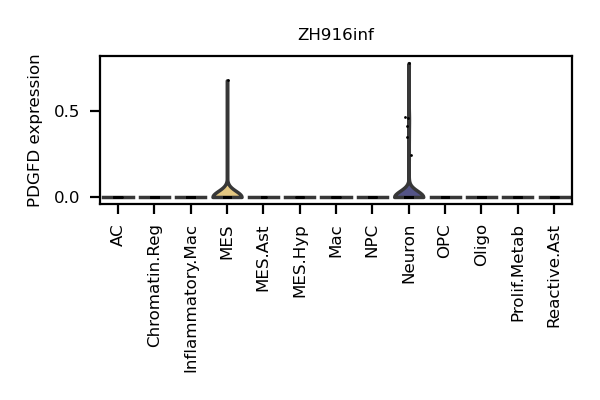 ZH916inf
PDGFD expression
0.5
0.0
AC
Chromatin.Reg
Inflammatory.Mac
MES
MES.Ast
MES.Hyp
Mac
NPC
Neuron
OPC
Oligo
Prolif.Metab
Reactive.Ast